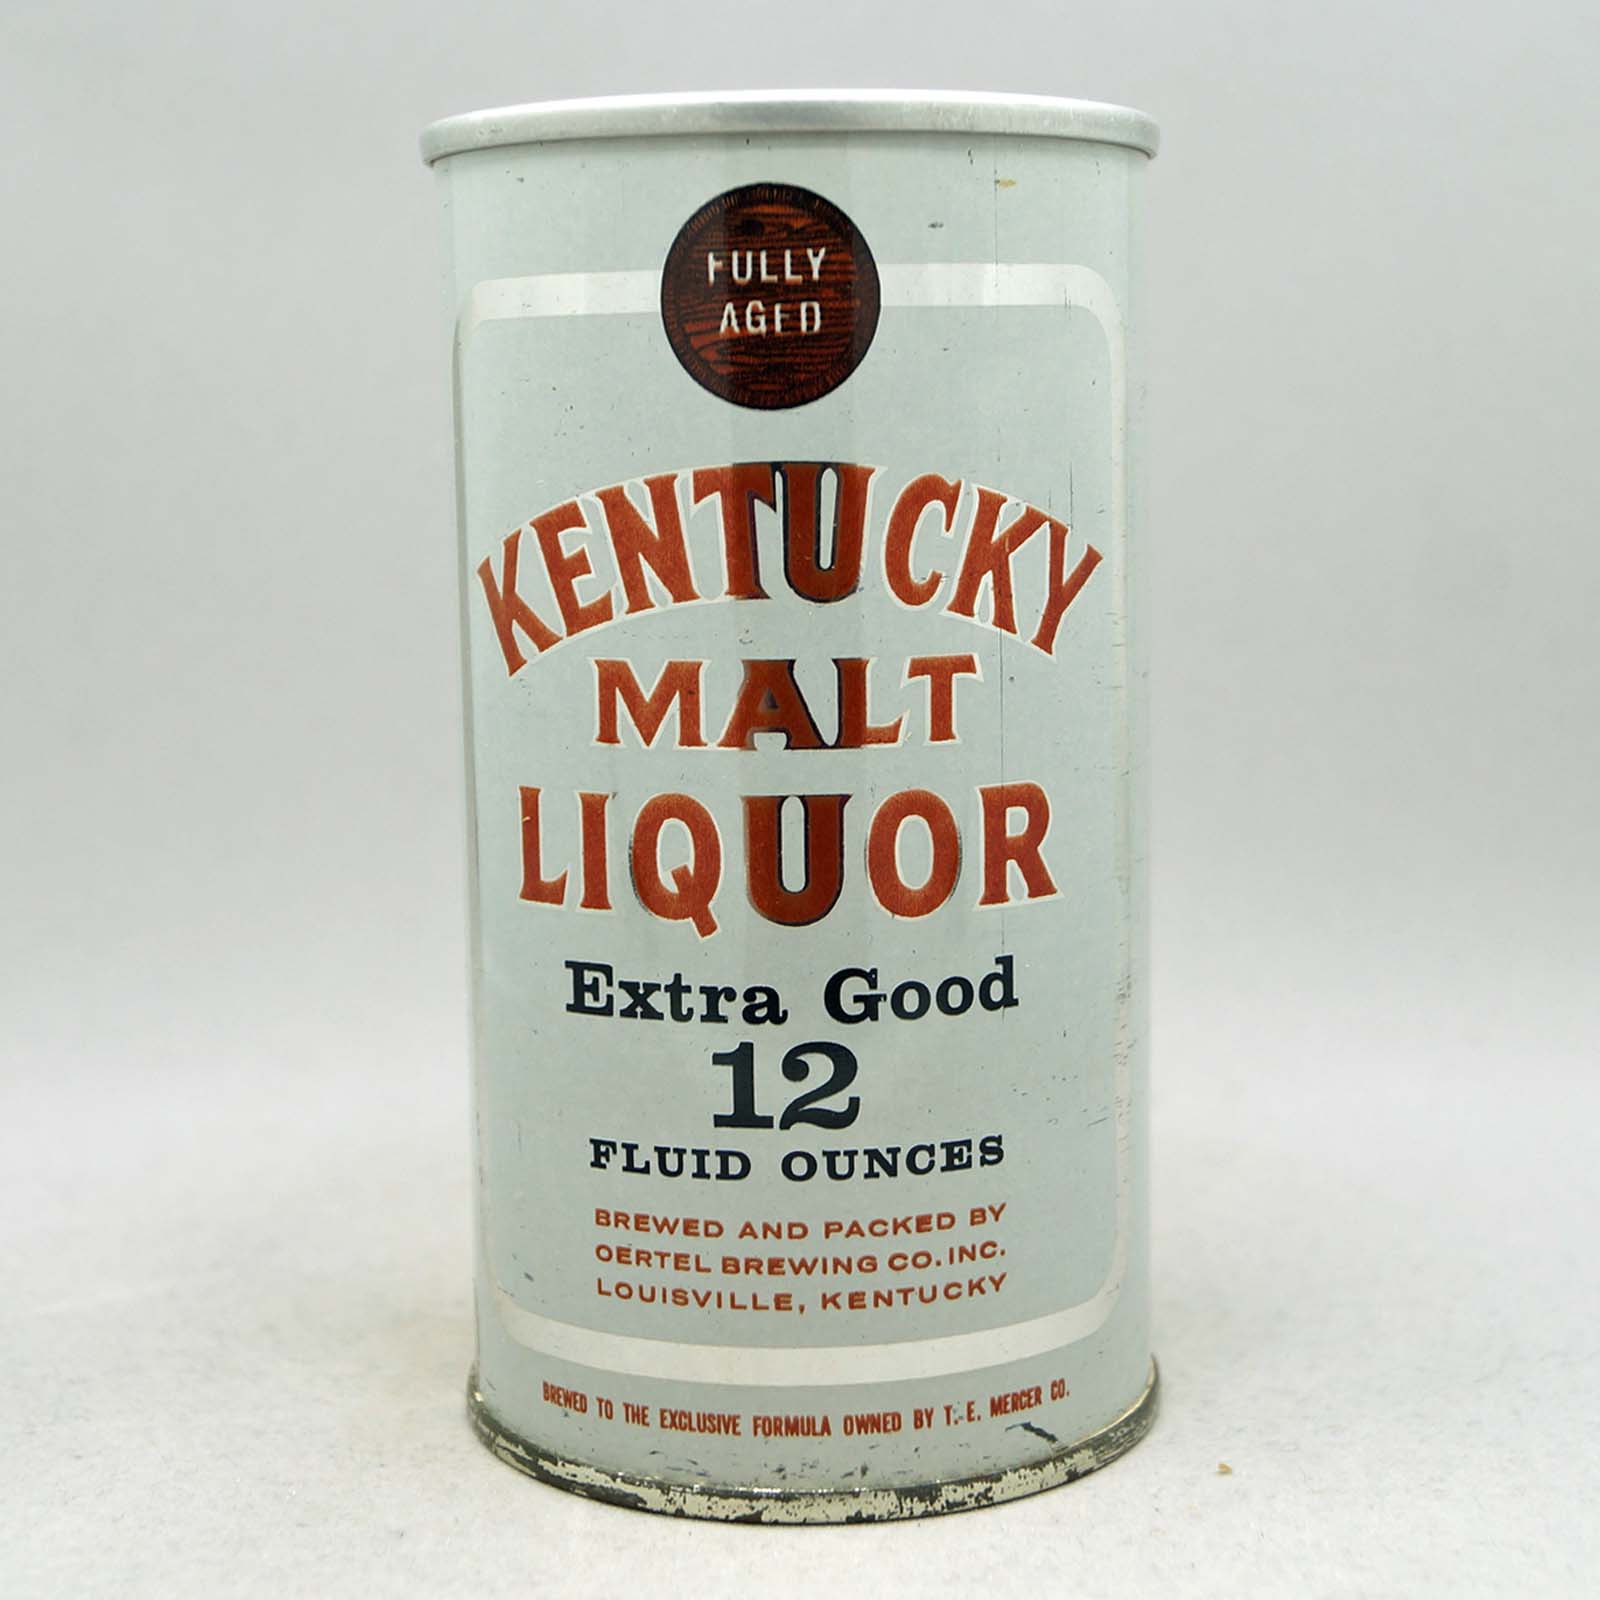 FULLY
AGED
KENTUCKY
MALT
LIQUOR
Extra Good
12
FLUID OUNCES
BREWED AND PACKED BY
OERTEL BREWING CO. INC.
LOUISVILLE, KENTUCKY
BREWED TO THE EXCLUSIVE FORMULA OWNED BY T. E. MERCER CO.